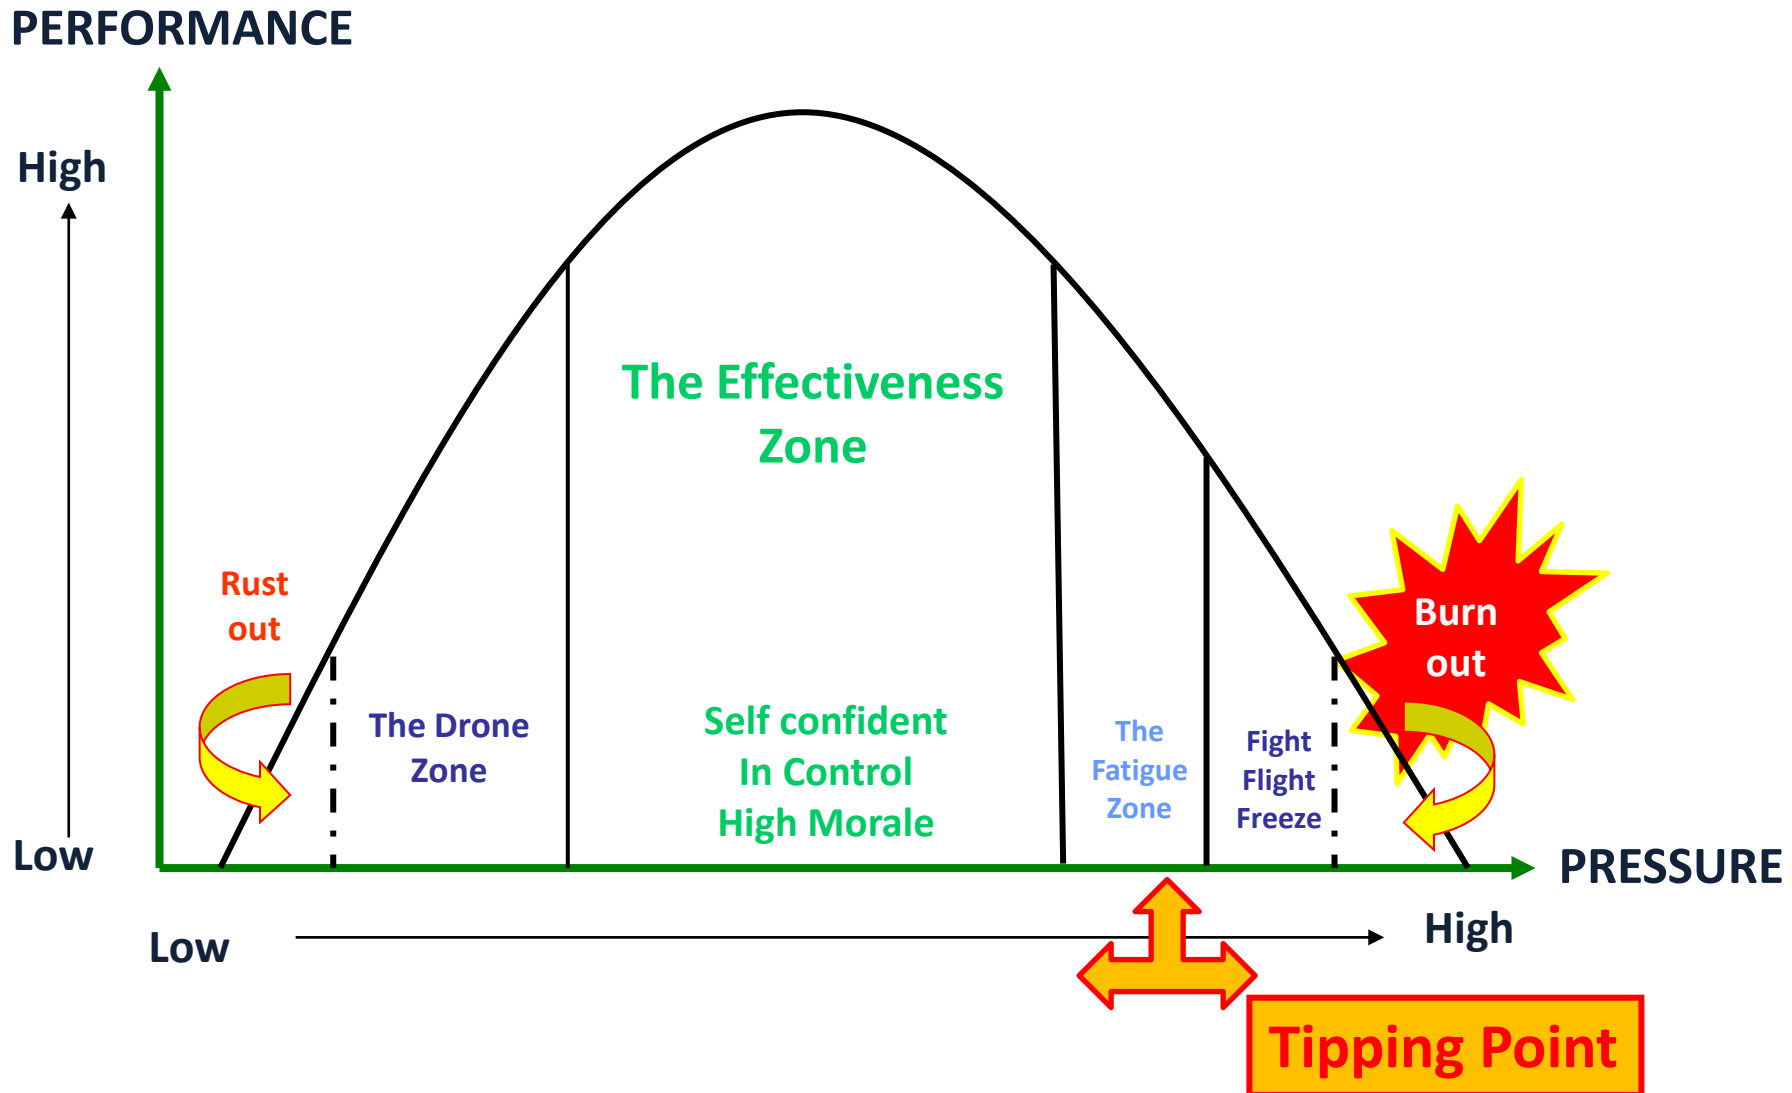 PERFORMANCE
High
The Effectiveness
Zone
Rust
out
Burn
out
The Drone
Zone
Self confident
In Control
High Morale
The
Fatigue
Zone
Fight
Flight
Freeze
Low
PRESSURE
Low
High
Tipping Point